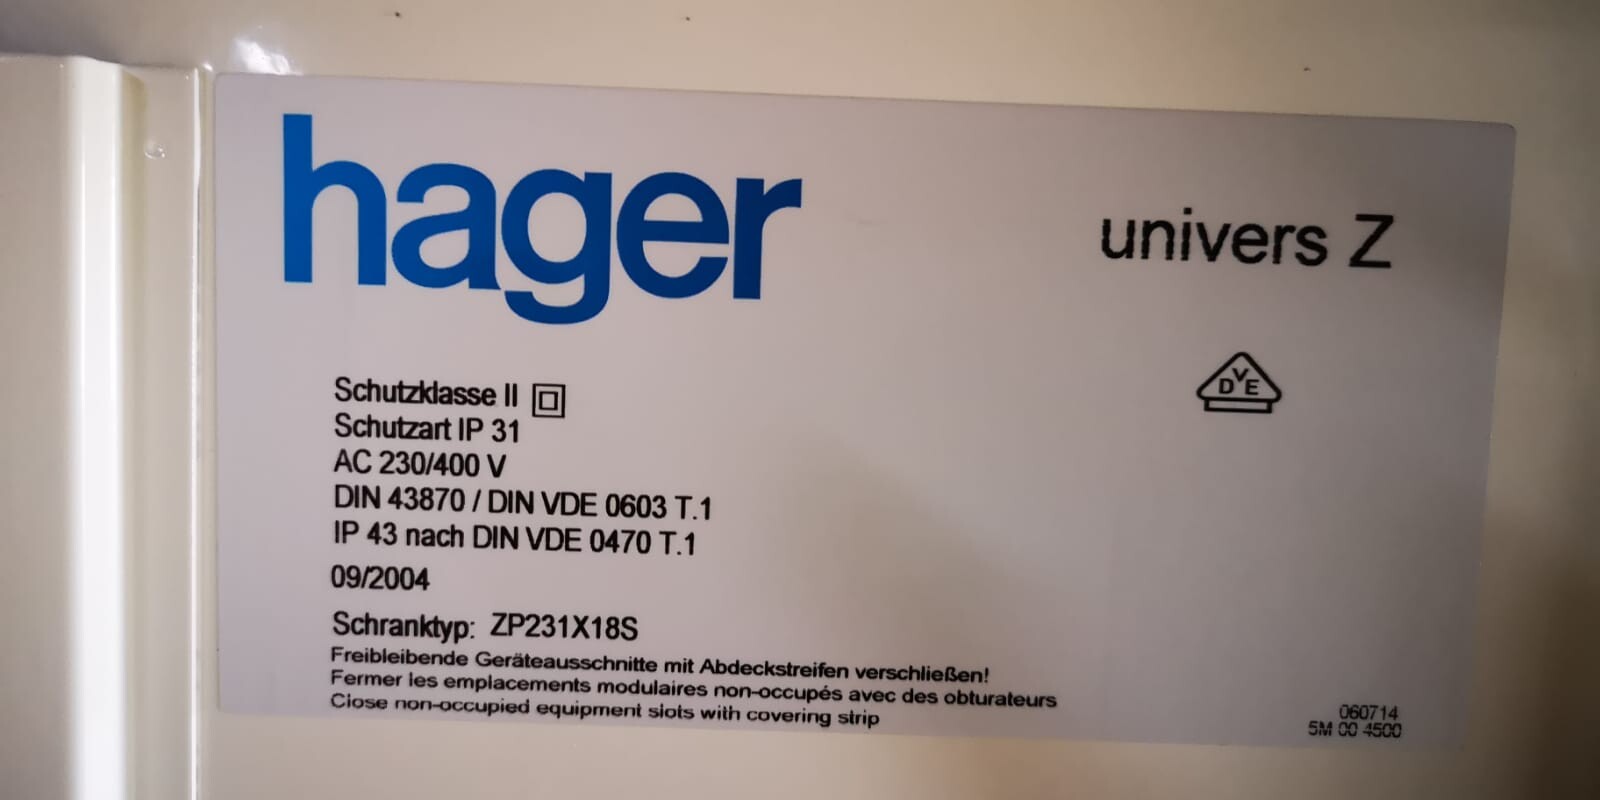 hager
univers Z
VDE
Schutzklasse II
Schutzart IP 31
AC 230/400 V
DIN 43870 / DIN VDE 0603 T.1
IP 43 nach DIN VDE 0470 T.1
09/2004
Schranktyp: ZP231X18S
Freibleibende Geräteausschnitte mit Abdeckstreifen verschließen!
Fermer les emplacements modulaires non-occupés avec des obturateurs
Close non-occupied equipment slots with covering strip
060714
5M 00 4500